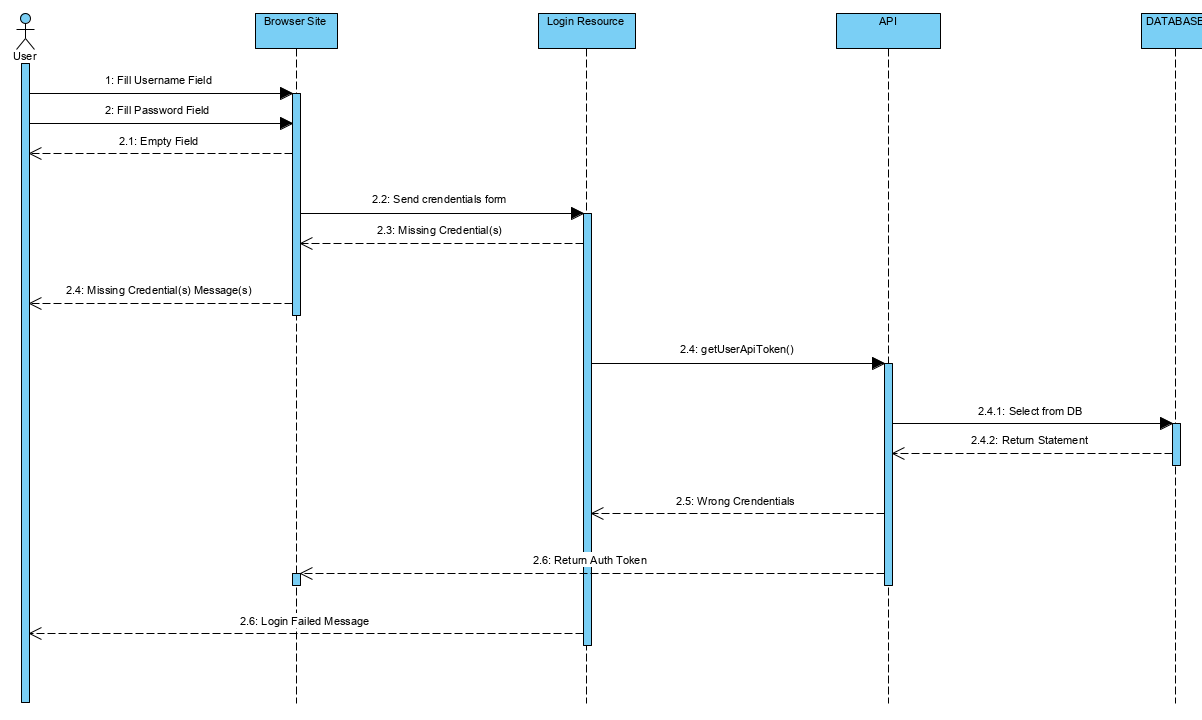 Browser Site
Login Resource
API
DATABASE
User
1: Fill Username Field
2: Fill Password Field
2.1: Empty Field
2.2: Send crendentials form
2.3: Missing Credential(s)
2.4: Missing Credential(s) Message(s)
2.4: getUserApiToken()
2.4.1: Select from DB
2.4.2: Return Statement
2.5: Wrong Crendentials
2.6: Return Auth Token
2.6: Login Failed Message